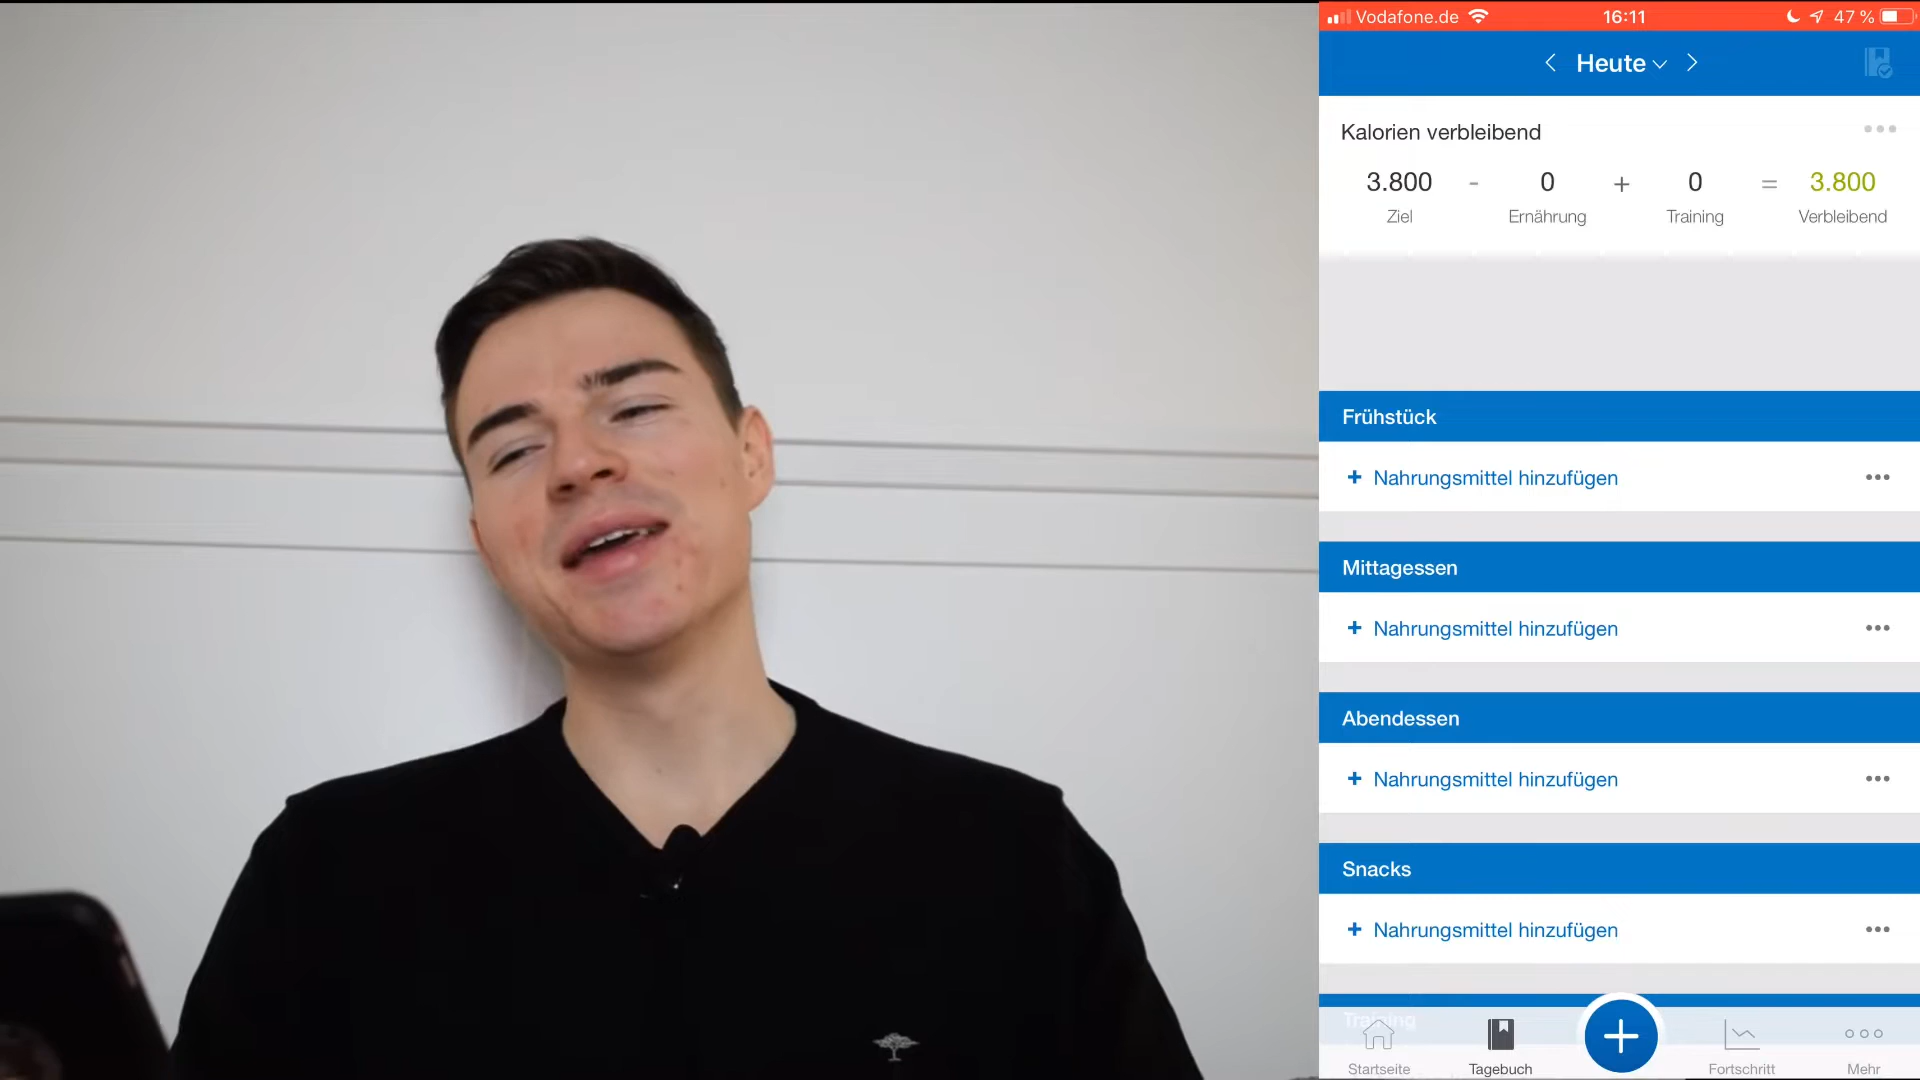 Vodafone.de 16:11 47 %
Heute
Kalorien verbleibend
3.800 - 0 + 0 = 3.800
Ziel Ernährung Training Verbleibend
Frühstück
+ Nahrungsmittel hinzufügen
Mittagessen
+ Nahrungsmittel hinzufügen
Abendessen
+ Nahrungsmittel hinzufügen
Snacks
+ Nahrungsmittel hinzufügen
Training
Startseite Tagebuch Fortschritt Mehr